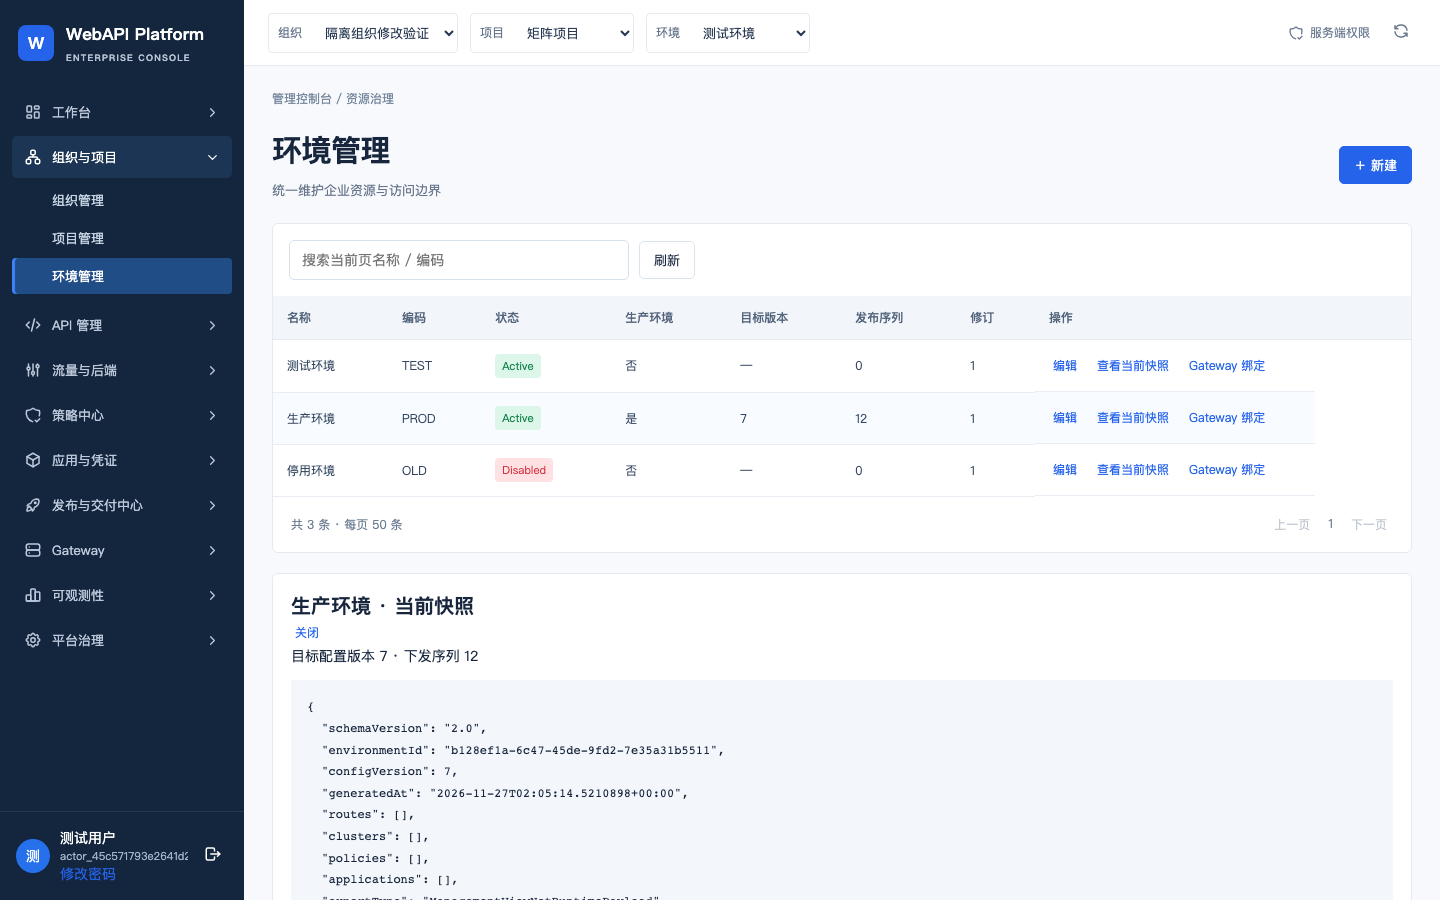 W
WebAPI Platform
ENTERPRISE CONSOLE
工作台
组织与项目
组织管理
项目管理
环境管理
API 管理
流量与后端
策略中心
应用与凭证
发布与交付中心
Gateway
可观测性
平台治理
测
测试用户
actor_45c571793e2641d2
修改密码
组织 隔离组织修改验证 项目 矩阵项目 环境 测试环境 服务端权限
管理控制台 / 资源治理
环境管理
统一维护企业资源与访问边界
+ 新建
搜索当前页名称 / 编码 刷新
名称 编码 状态 生产环境 目标版本 发布序列 修订 操作
测试环境 TEST Active 否 — 0 1 编辑 查看当前快照 Gateway 绑定
生产环境 PROD Active 是 7 12 1 编辑 查看当前快照 Gateway 绑定
停用环境 OLD Disabled 否 — 0 1 编辑 查看当前快照 Gateway 绑定
共 3 条 · 每页 50 条 上一页 1 下一页
生产环境 · 当前快照
关闭
目标配置版本 7 · 下发序列 12
{
"schemaVersion": "2.0",
"environmentId": "b128ef1a-6c47-45de-9fd2-7e35a31b5511",
"configVersion": 7,
"generatedAt": "2026-11-27T02:05:14.5210898+00:00",
"routes": [],
"clusters": [],
"policies": [],
"applications": [],
"exportType": "ManagementViewNotRuntimePayload"